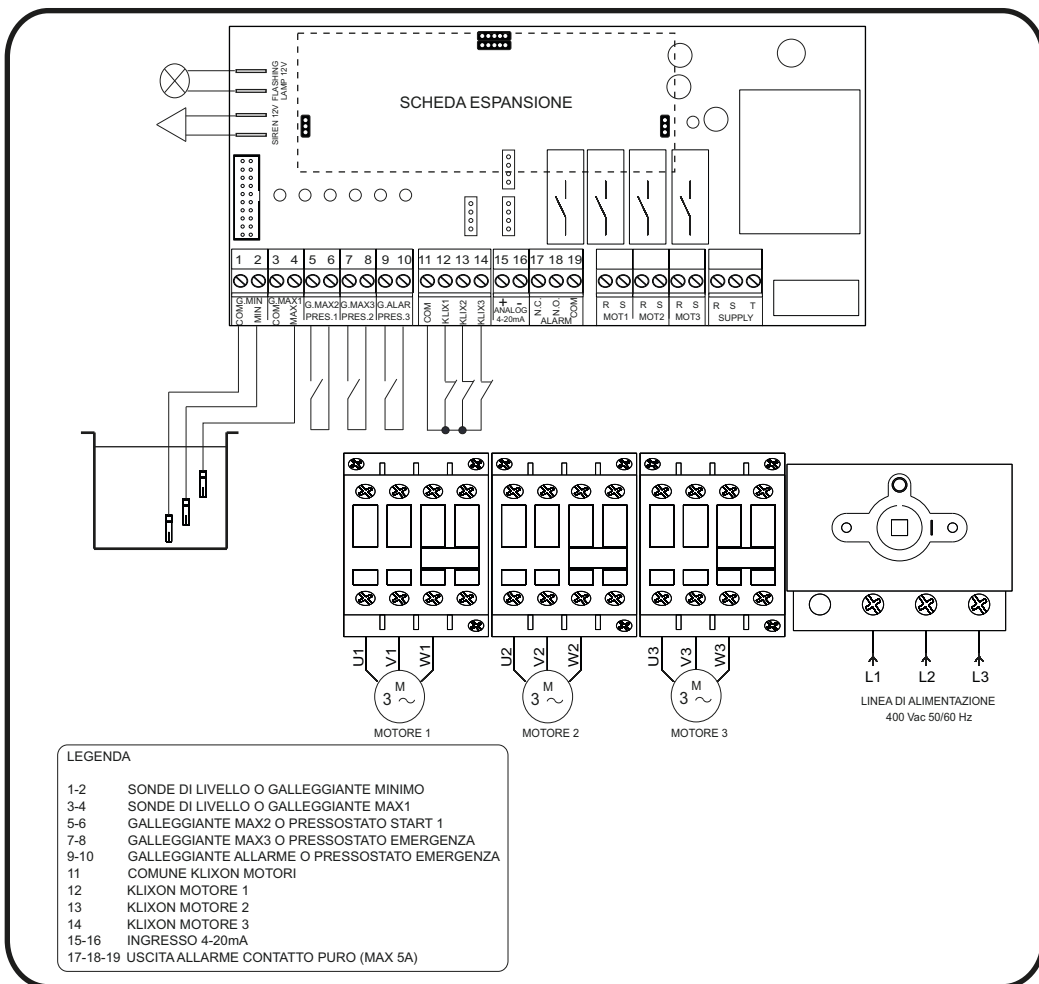 FLASHING
LAMP 12V
SIREN 12V
SCHEDA ESPANSIONE
1 2 3 4 5 6 7 8 9 10 11 12 13 14 15 16 17 18 19
COM
G.MIN
MIN
COM
G.MAX1
MAX1
G.MAX2
PRES.1
G.MAX3
PRES.2
G.ALAR
PRES.3
COM
KLIX1
KLIX2
KLIX3
+ -
ANALOG
4-20mA
N.C.
N.O.
COM
ALARM
R S
MOT1
R S
MOT2
R S
MOT3
R S T
SUPPLY
U1 V1 W1
M
3 ~
MOTORE 1
U2 V2 W2
M
3 ~
MOTORE 2
U3 V3 W3
M
3 ~
MOTORE 3
L1 L2 L3
LINEA DI ALIMENTAZIONE
400 Vac 50/60 Hz
LEGENDA
1-2 SONDE DI LIVELLO O GALLEGGIANTE MINIMO
3-4 SONDE DI LIVELLO O GALLEGGIANTE MAX1
5-6 GALLEGGIANTE MAX2 O PRESSOSTATO START 1
7-8 GALLEGGIANTE MAX3 O PRESSOSTATO EMERGENZA
9-10 GALLEGGIANTE ALLARME O PRESSOSTATO EMERGENZA
11 COMUNE KLIXON MOTORI
12 KLIXON MOTORE 1
13 KLIXON MOTORE 2
14 KLIXON MOTORE 3
15-16 INGRESSO 4-20mA
17-18-19 USCITA ALLARME CONTATTO PURO (MAX 5A)